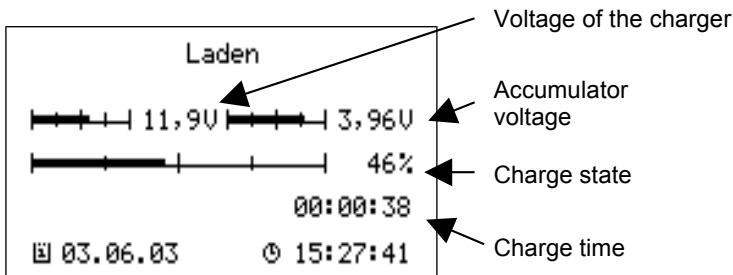 Voltage of the charger
Laden
11,9V 3,96V
Accumulator
voltage
46%
Charge state
00:00:38
Charge time
03.06.03 15:27:41